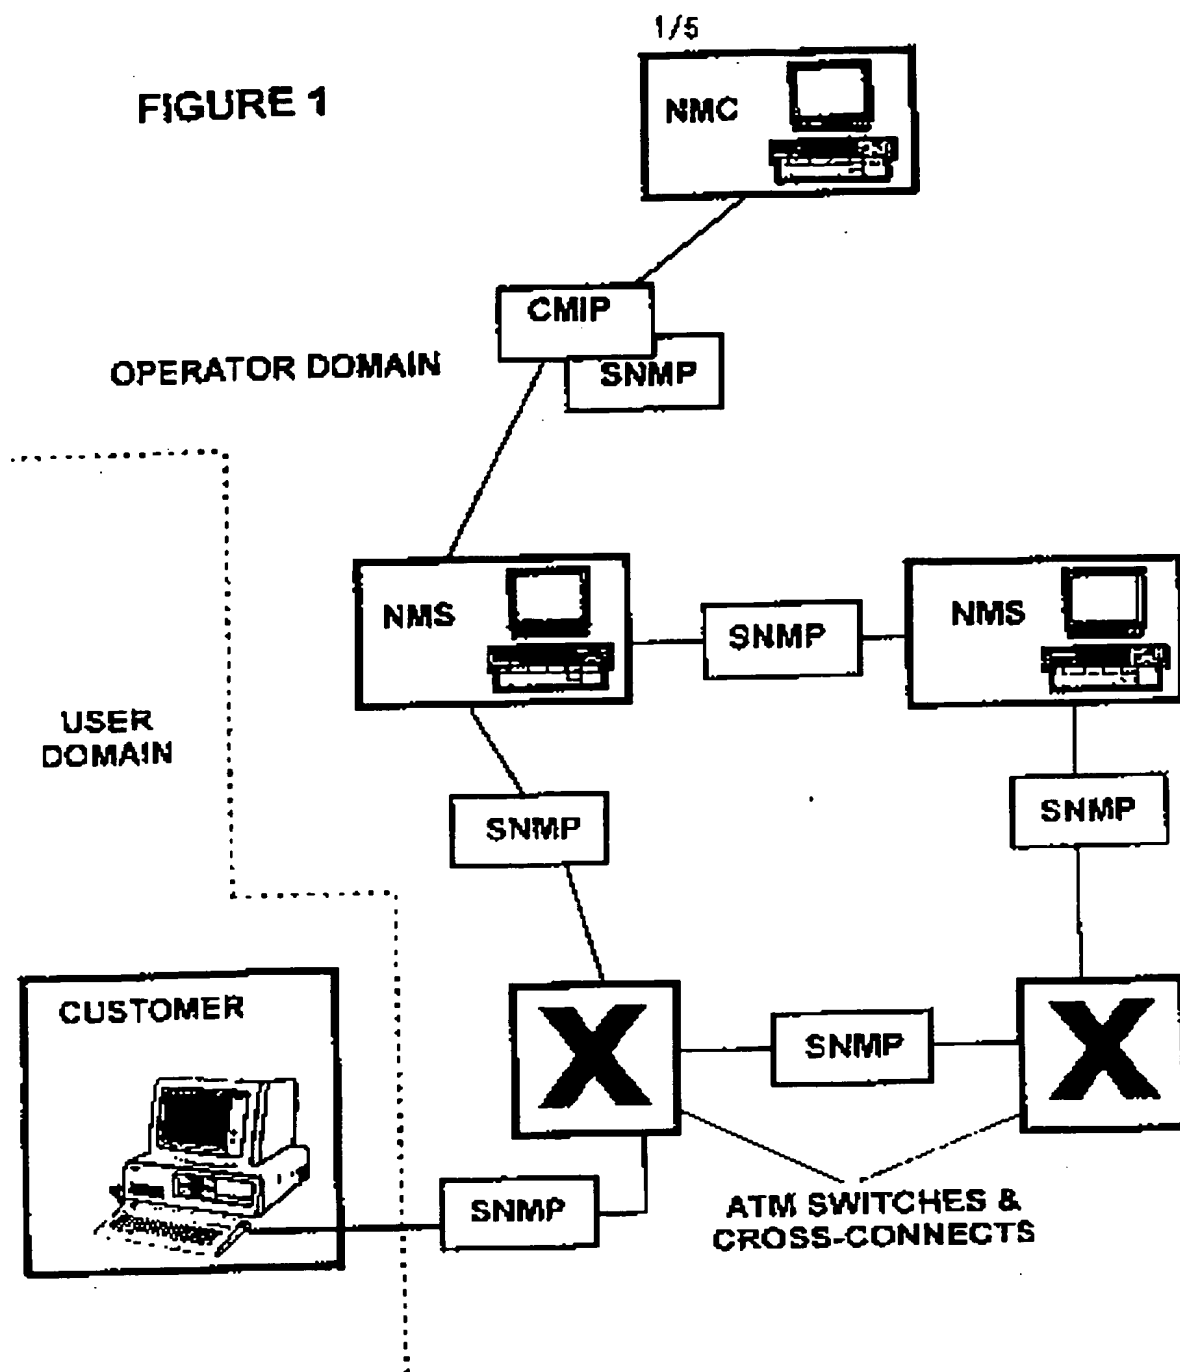 1/5
FIGURE 1
NMC
CMIP
OPERATOR DOMAIN
SNMP
NMS
SNMP
NMS
USER
DOMAIN
SNMP
SNMP
CUSTOMER
X
SNMP
X
SNMP
ATM SWITCHES &
CROSS-CONNECTS